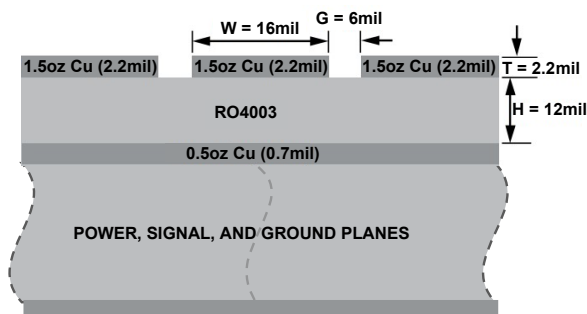 G = 6mil
W = 16mil
1.5oz Cu (2.2mil) 1.5oz Cu (2.2mil) 1.5oz Cu (2.2mil) T = 2.2mil
RO4003 H = 12mil
0.5oz Cu (0.7mil)
POWER, SIGNAL, AND GROUND PLANES